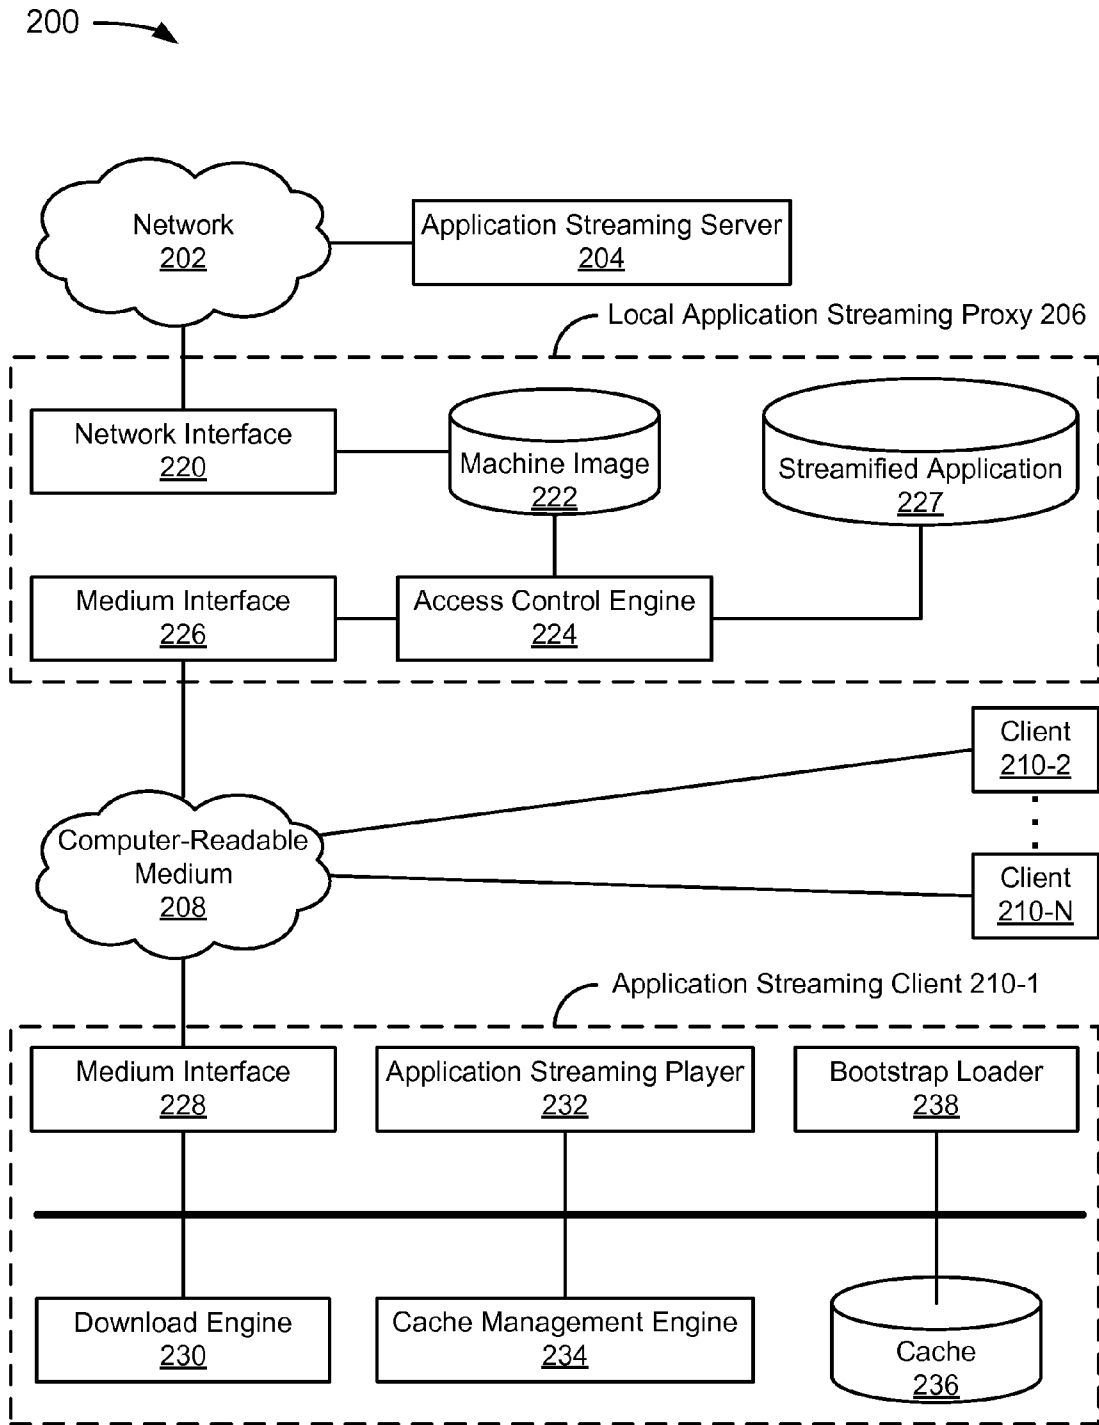 200
Network
202
Application Streaming Server
204
Local Application Streaming Proxy 206
Network Interface
220
Machine Image
222
Streamified Application
227
Medium Interface
226
Access Control Engine
224
Client
210-2
Computer-Readable
Medium
208
Client
210-N
Application Streaming Client 210-1
Medium Interface
228
Application Streaming Player
232
Bootstrap Loader
238
Download Engine
230
Cache Management Engine
234
Cache
236